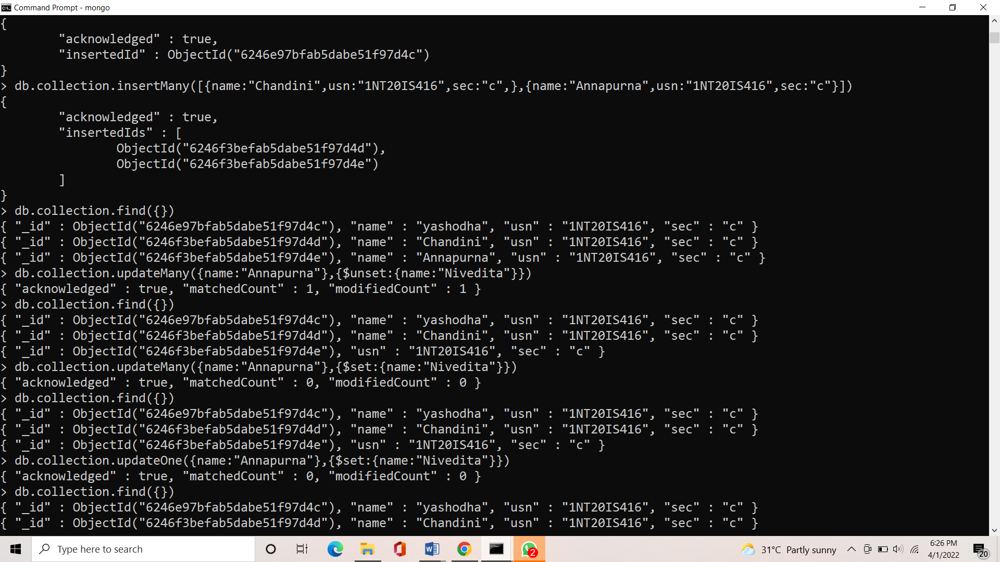 Command Prompt - mongo
{
"acknowledged" : true,
"insertedId" : ObjectId("6246e97bfab5dabe51f97d4c")
}
> db.collection.insertMany([{name:"Chandini",usn:"1NT20IS416",sec:"c",},{name:"Annapurna",usn:"1NT20IS416",sec:"c"}])
{
"acknowledged" : true,
"insertedIds" : [
ObjectId("6246f3befab5dabe51f97d4d"),
ObjectId("6246f3befab5dabe51f97d4e")
]
}
> db.collection.find({})
{ "_id" : ObjectId("6246e97bfab5dabe51f97d4c"), "name" : "yashodha", "usn" : "1NT20IS416", "sec" : "c" }
{ "_id" : ObjectId("6246f3befab5dabe51f97d4d"), "name" : "Chandini", "usn" : "1NT20IS416", "sec" : "c" }
{ "_id" : ObjectId("6246f3befab5dabe51f97d4e"), "name" : "Annapurna", "usn" : "1NT20IS416", "sec" : "c" }
> db.collection.updateMany({name:"Annapurna"},{$unset:{name:"Nivedita"}})
{ "acknowledged" : true, "matchedCount" : 1, "modifiedCount" : 1 }
> db.collection.find({})
{ "_id" : ObjectId("6246e97bfab5dabe51f97d4c"), "name" : "yashodha", "usn" : "1NT20IS416", "sec" : "c" }
{ "_id" : ObjectId("6246f3befab5dabe51f97d4d"), "name" : "Chandini", "usn" : "1NT20IS416", "sec" : "c" }
{ "_id" : ObjectId("6246f3befab5dabe51f97d4e"), "usn" : "1NT20IS416", "sec" : "c" }
> db.collection.updateMany({name:"Annapurna"},{$set:{name:"Nivedita"}})
{ "acknowledged" : true, "matchedCount" : 0, "modifiedCount" : 0 }
> db.collection.find({})
{ "_id" : ObjectId("6246e97bfab5dabe51f97d4c"), "name" : "yashodha", "usn" : "1NT20IS416", "sec" : "c" }
{ "_id" : ObjectId("6246f3befab5dabe51f97d4d"), "name" : "Chandini", "usn" : "1NT20IS416", "sec" : "c" }
{ "_id" : ObjectId("6246f3befab5dabe51f97d4e"), "usn" : "1NT20IS416", "sec" : "c" }
> db.collection.updateOne({name:"Annapurna"},{$set:{name:"Nivedita"}})
{ "acknowledged" : true, "matchedCount" : 0, "modifiedCount" : 0 }
> db.collection.find({})
{ "_id" : ObjectId("6246e97bfab5dabe51f97d4c"), "name" : "yashodha", "usn" : "1NT20IS416", "sec" : "c" }
{ "_id" : ObjectId("6246f3befab5dabe51f97d4d"), "name" : "Chandini", "usn" : "1NT20IS416", "sec" : "c" }
Type here to search
2
31°C Partly sunny
6:26 PM
4/1/2022
20